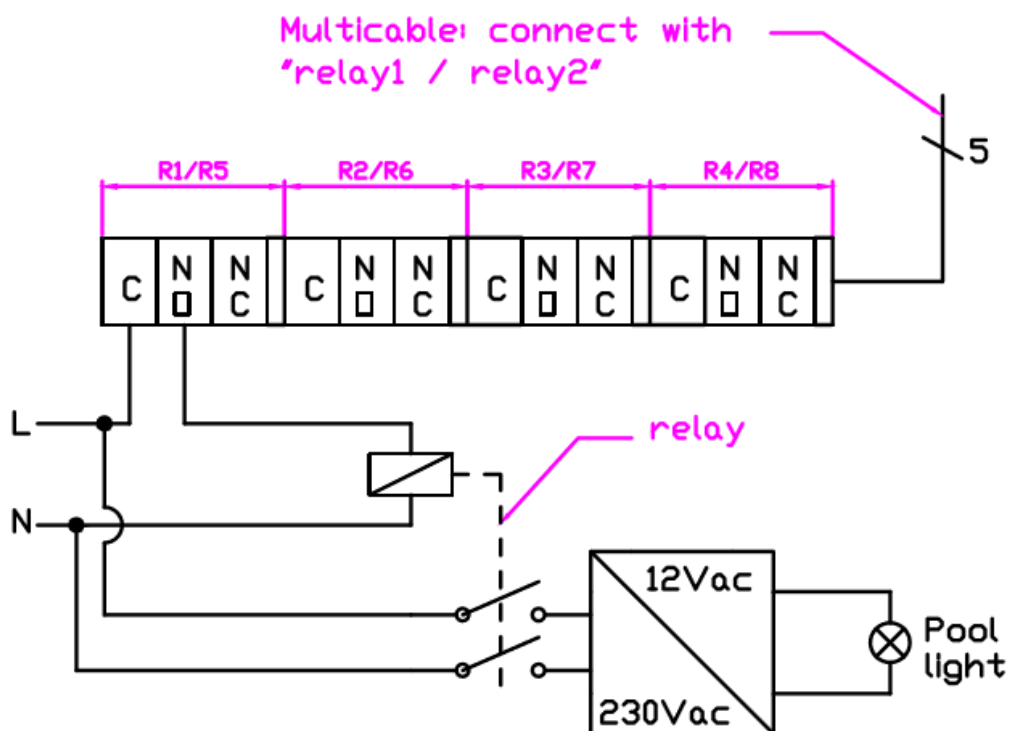 Multicable: connect with
"relay1 / relay2"
5
R1/R5 R2/R6 R3/R7 R4/R8
C NO NC C NO NC C NO NC C NO NC
L
relay
N
12Vac
230Vac
Pool
light